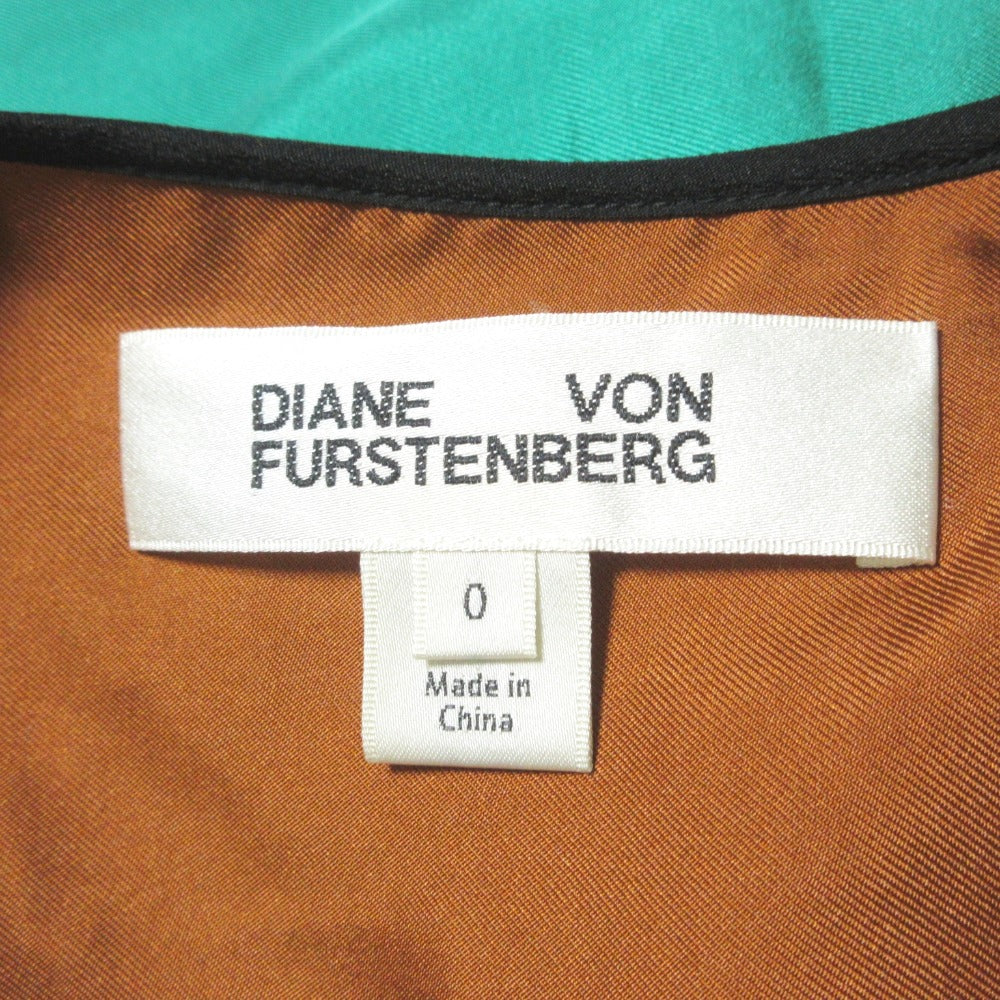 DIANE VON
FURSTENBERG
0
Made in
China